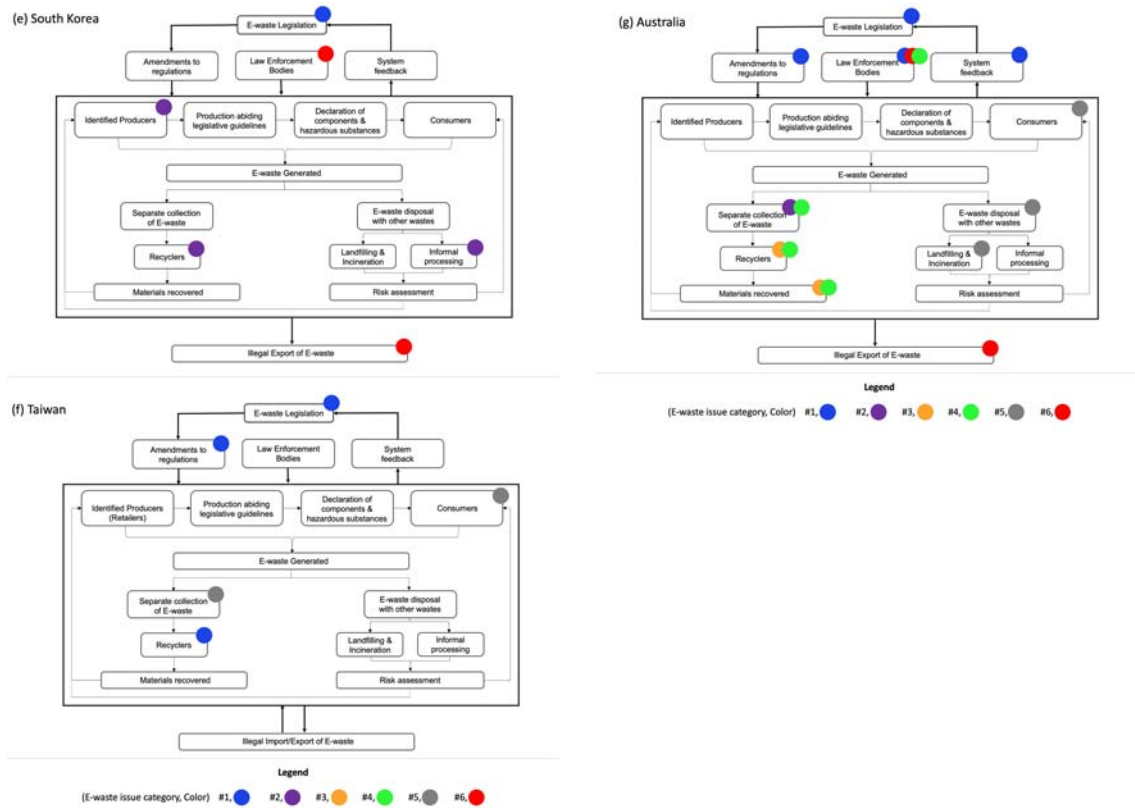 (e) South Korea
E-waste Legislation
Amendments to
regulations
Law Enforcement
Bodies
System
feedback
Identified Producers
Production abiding
legislative guidelines
Declaration of
components &
hazardous substances
Consumers
E-waste Generated
Separate collection
of E-waste
E-waste disposal
with other wastes
Recyclers
Landfilling &
Incineration
Informal
processing
Materials recovered
Risk assessment
Illegal Export of E-waste
(f) Taiwan
E-waste Legislation
Amendments to
regulations
Law Enforcement
Bodies
System
feedback
Identified Producers
(Retailers)
Production abiding
legislative guidelines
Declaration of
components &
hazardous substances
Consumers
E-waste Generated
Separate collection
of E-waste
E-waste disposal
with other wastes
Recyclers
Landfilling &
Incineration
Informal
processing
Materials recovered
Risk assessment
Illegal Import/Export of E-waste
Legend
(E-waste issue category, Color) #1, #2, #3, #4, #5, #6,
(g) Australia
E-waste Legislation
Amendments to
regulations
Law Enforcement
Bodies
System
feedback
Identified Producers
Production abiding
legislative guidelines
Declaration of
components &
hazardous substances
Consumers
E-waste Generated
Separate collection
of E-waste
E-waste disposal
with other wastes
Recyclers
Landfilling &
Incineration
Informal
processing
Materials recovered
Risk assessment
Illegal Export of E-waste
Legend
(E-waste issue category, Color) #1, #2, #3, #4, #5, #6,